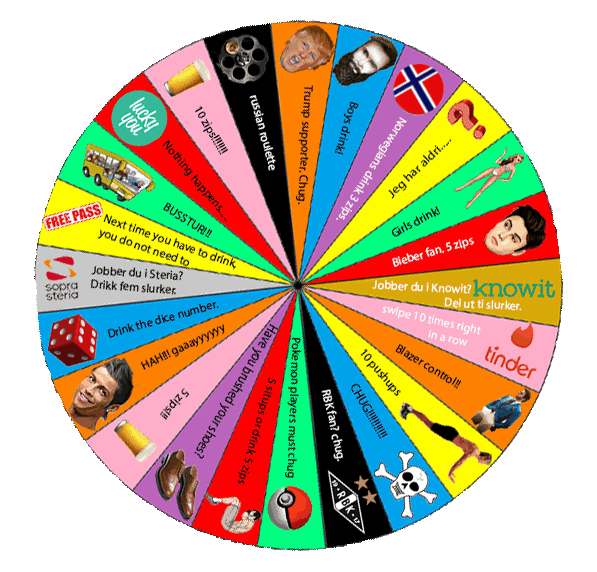 Trump supporter. Chug.
Boys drink!
Norwegians drink 3 zips.
Jeg har aldri.....
Girls drink!
Bieber fan. 5 zips
Jobber du i Knowit?
Del ut ti slurker.
knowit
swipe 10 times right
in a row
tinder
Blazer control!!
10 pushups
CHUG!!!!!!!!!!!
RBK fan? chug.
RBK
Pokemon players must chug
5 situps or drink 5 zips
Have you brushed your shoes?
5 zips!!
HAH!!! gaaayyyyyy
Drink the dice number.
Jobber du i Steria?
Drikk fem slurker.
sopra
steria
FREE PASS
Next time you have to drink,
you do not need to
BUSSTUR!!!
lucky
you
Nothing happens....
10 zips!!!!!!!
russian roulette